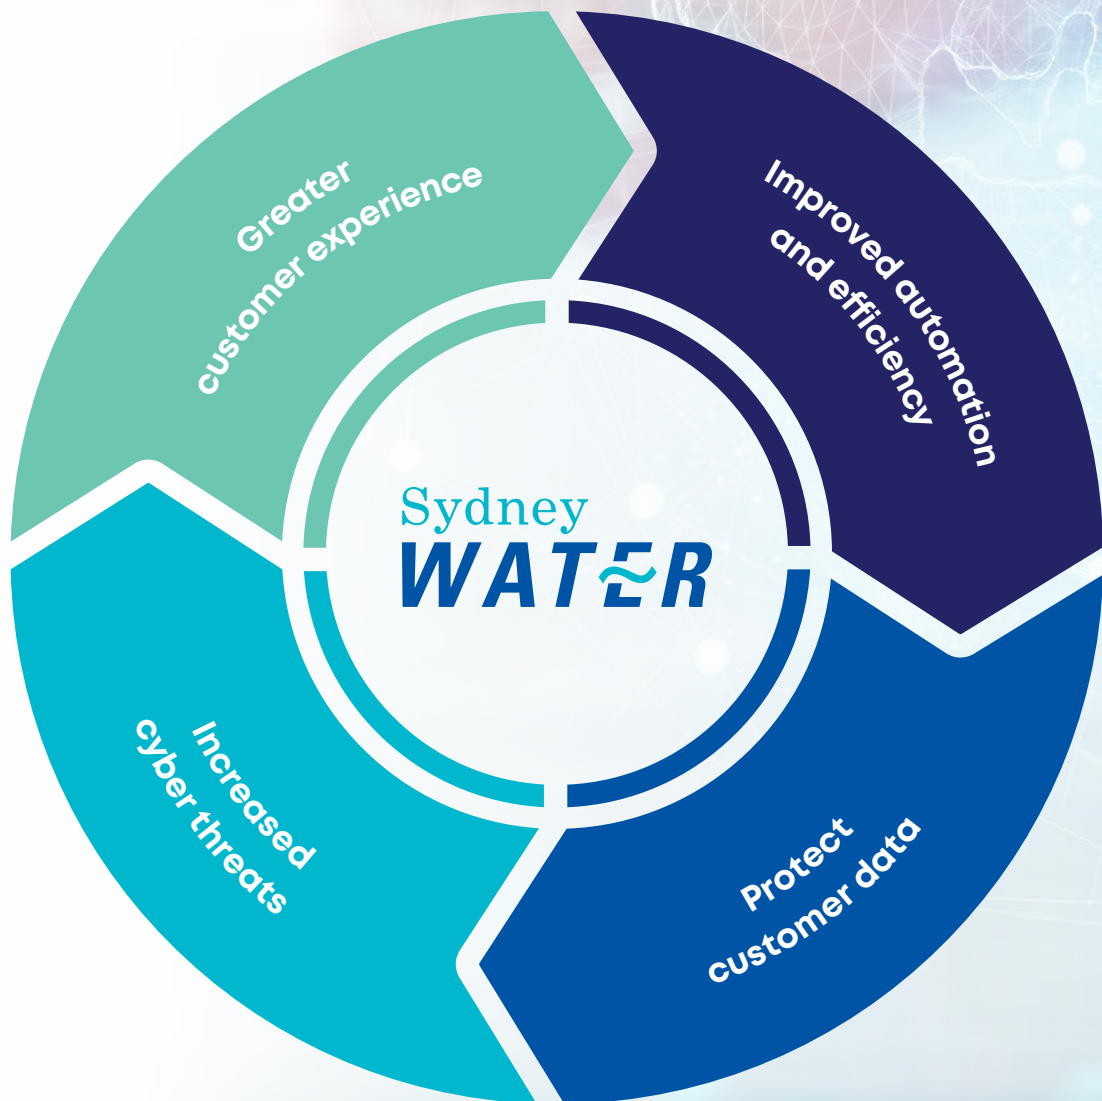 Greater
customer experience
Improved automation
and efficiency
Sydney
WATER
Increased
cyber threats
Protect
customer data